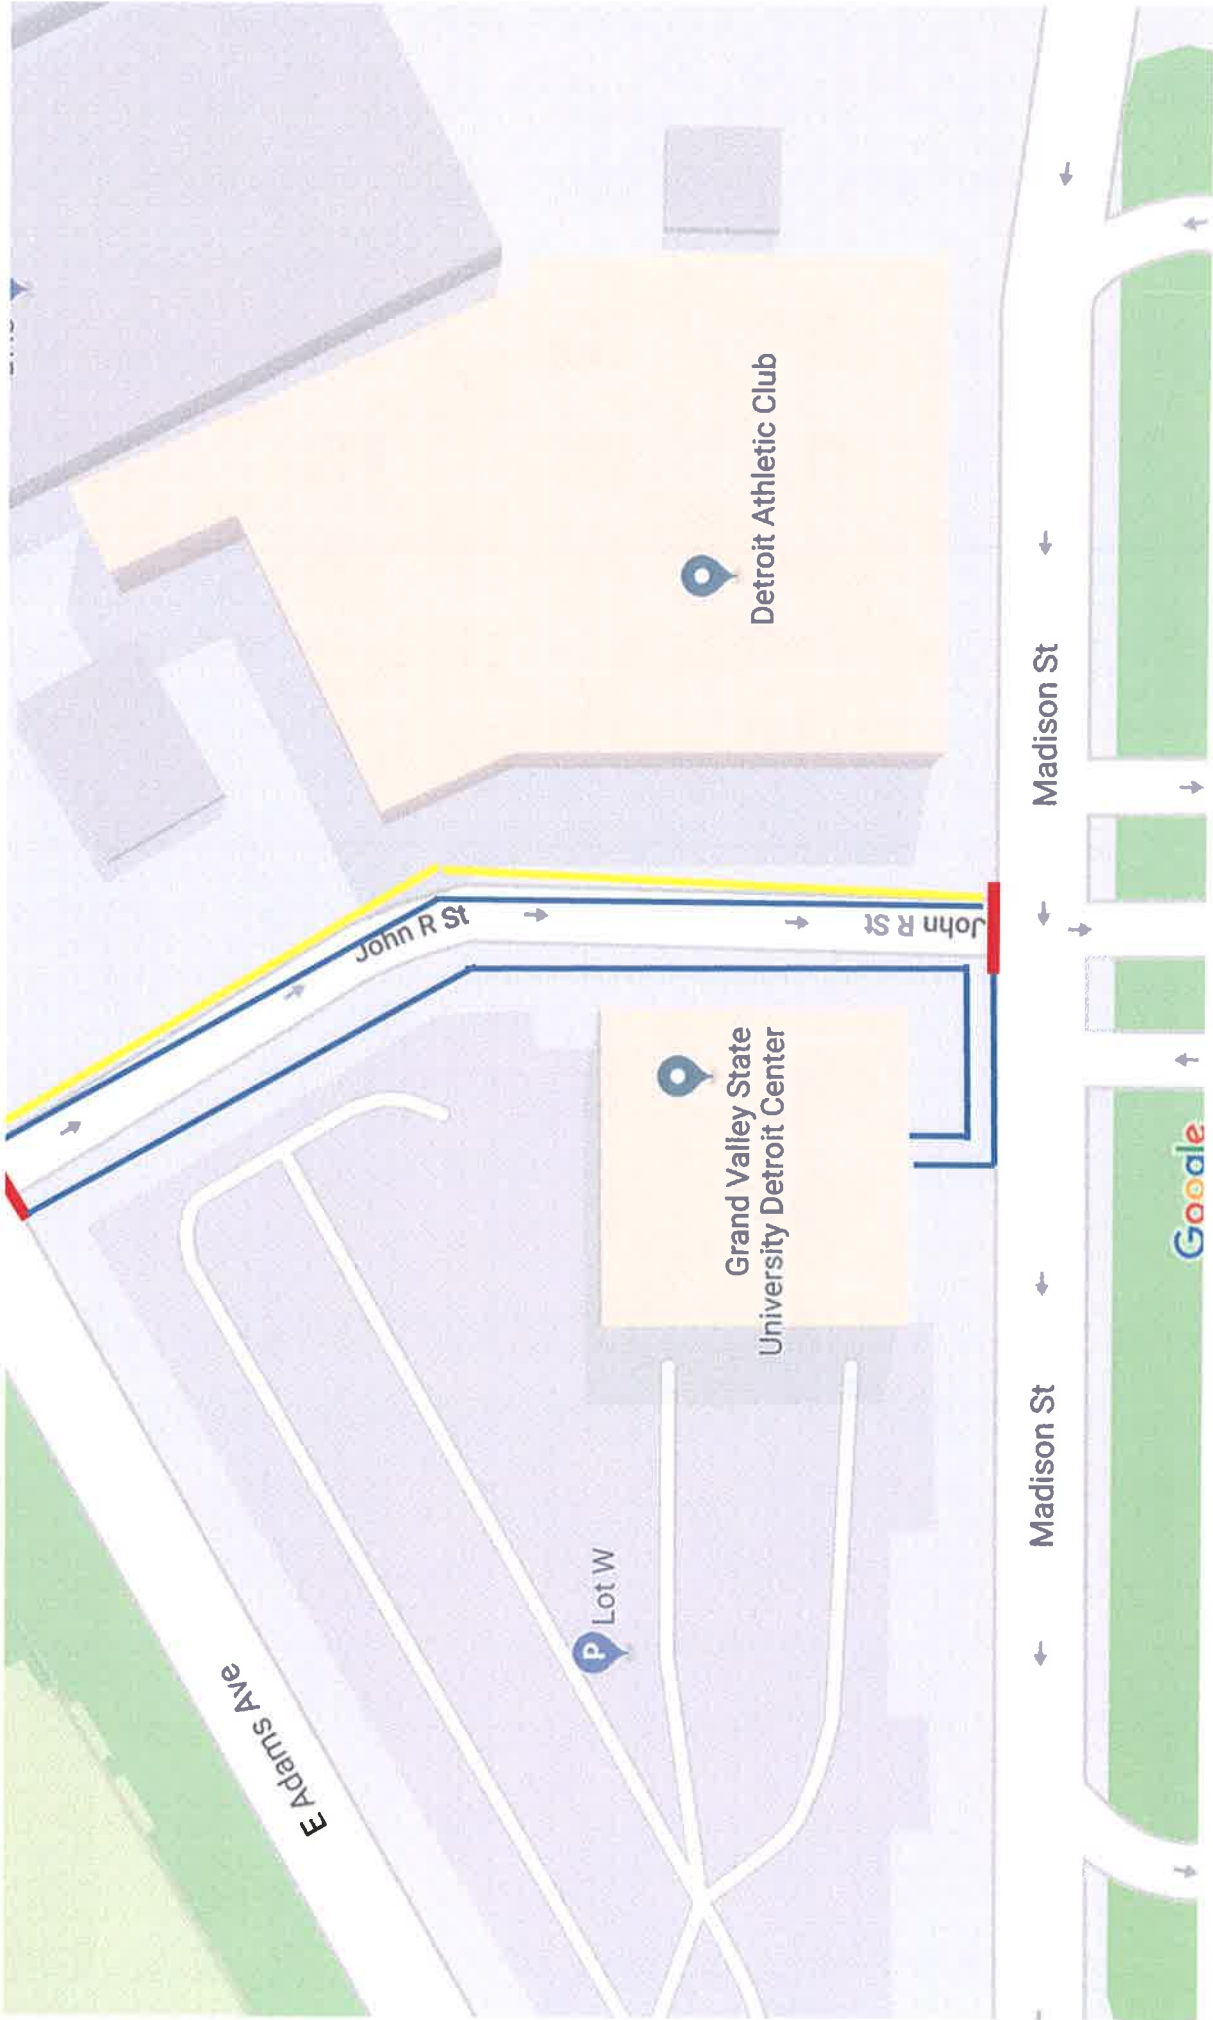 Detroit Athletic Club
Madison St
John R St
John R St
Grand Valley State
University Detroit Center
Google
Madison St
P
Lot W
E Adams Ave